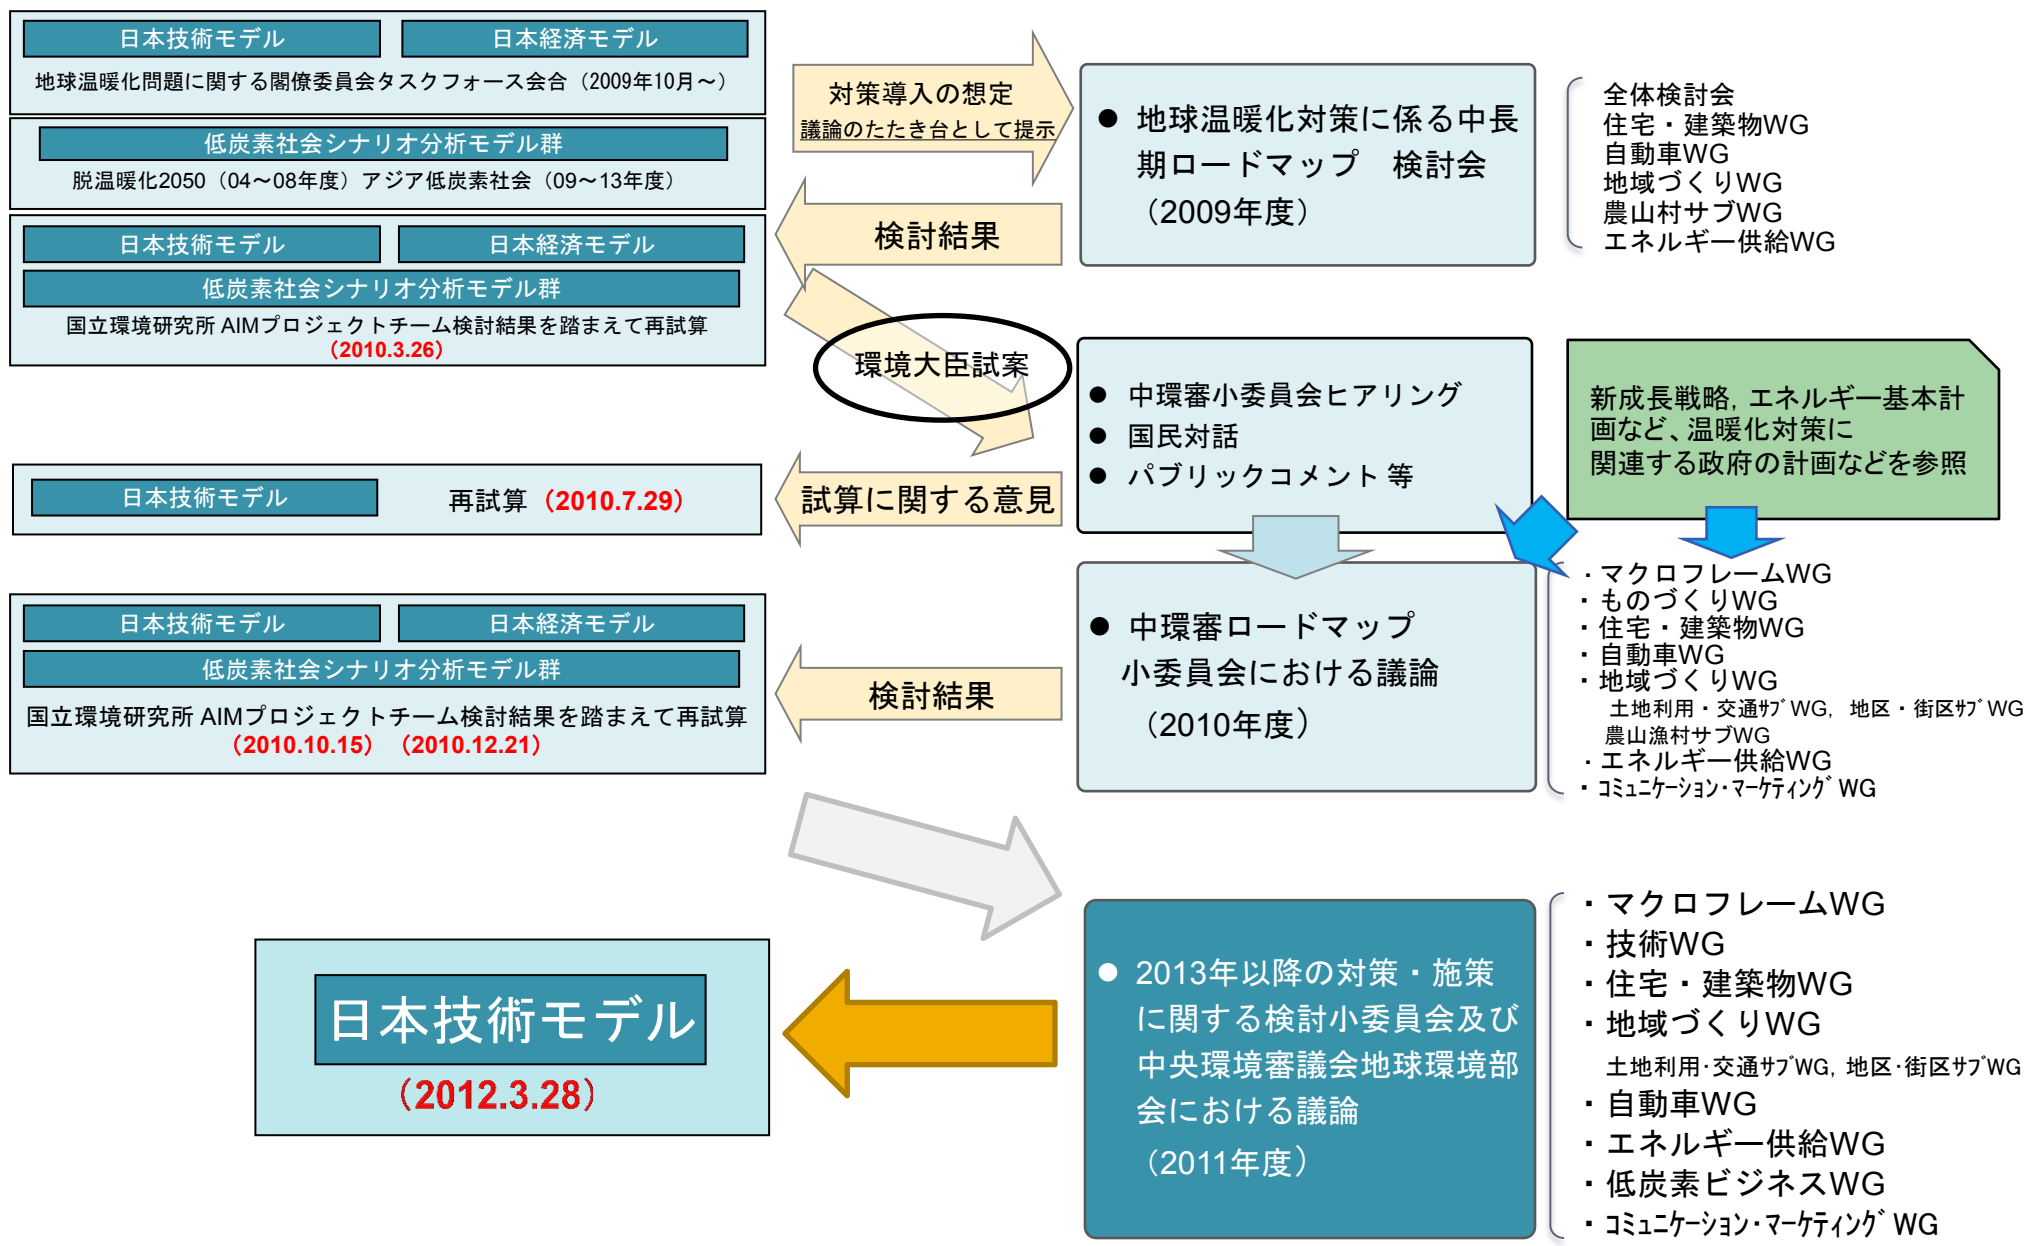 日本技術モデル
日本経済モデル
地球温暖化問題に関する閣僚委員会タスクフォース会合（2009年10月～）
低炭素社会シナリオ分析モデル群
脱温暖化2050（04～08年度）アジア低炭素社会（09～13年度）
日本技術モデル
日本経済モデル
低炭素社会シナリオ分析モデル群
国立環境研究所 AIMプロジェクトチーム検討結果を踏まえて再試算
（2010.3.26）
対策導入の想定
議論のたたき台として提示
検討結果
● 地球温暖化対策に係る中長
期ロードマップ　検討会
（2009年度）
全体検討会
住宅・建築物WG
自動車WG
地域づくりWG
農山村サブWG
エネルギー供給WG
環境大臣試案
● 中環審小委員会ヒアリング
● 国民対話
● パブリックコメント 等
新成長戦略, エネルギー基本計
画など、温暖化対策に
関連する政府の計画などを参照
日本技術モデル
再試算（2010.7.29）
試算に関する意見
日本技術モデル
日本経済モデル
低炭素社会シナリオ分析モデル群
国立環境研究所 AIMプロジェクトチーム検討結果を踏まえて再試算
（2010.10.15）（2010.12.21）
検討結果
● 中環審ロードマップ
小委員会における議論
（2010年度）
・マクロフレームWG
・ものづくりWG
・住宅・建築物WG
・自動車WG
・地域づくりWG
土地利用・交通ｻﾌﾞWG, 地区・街区ｻﾌﾞWG
農山漁村サブWG
・エネルギー供給WG
・ｺﾐｭﾆｹｰｼｮﾝ･ﾏｰｹﾃｨﾝｸﾞWG
日本技術モデル
（2012.3.28）
● 2013年以降の対策・施策
に関する検討小委員会及び
中央環境審議会地球環境部
会における議論
（2011年度）
・マクロフレームWG
・技術WG
・住宅・建築物WG
・地域づくりWG
土地利用･交通ｻﾌﾞWG, 地区･街区ｻﾌﾞWG
・自動車WG
・エネルギー供給WG
・低炭素ビジネスWG
・ｺﾐｭﾆｹｰｼｮﾝ･ﾏｰｹﾃｨﾝｸﾞWG